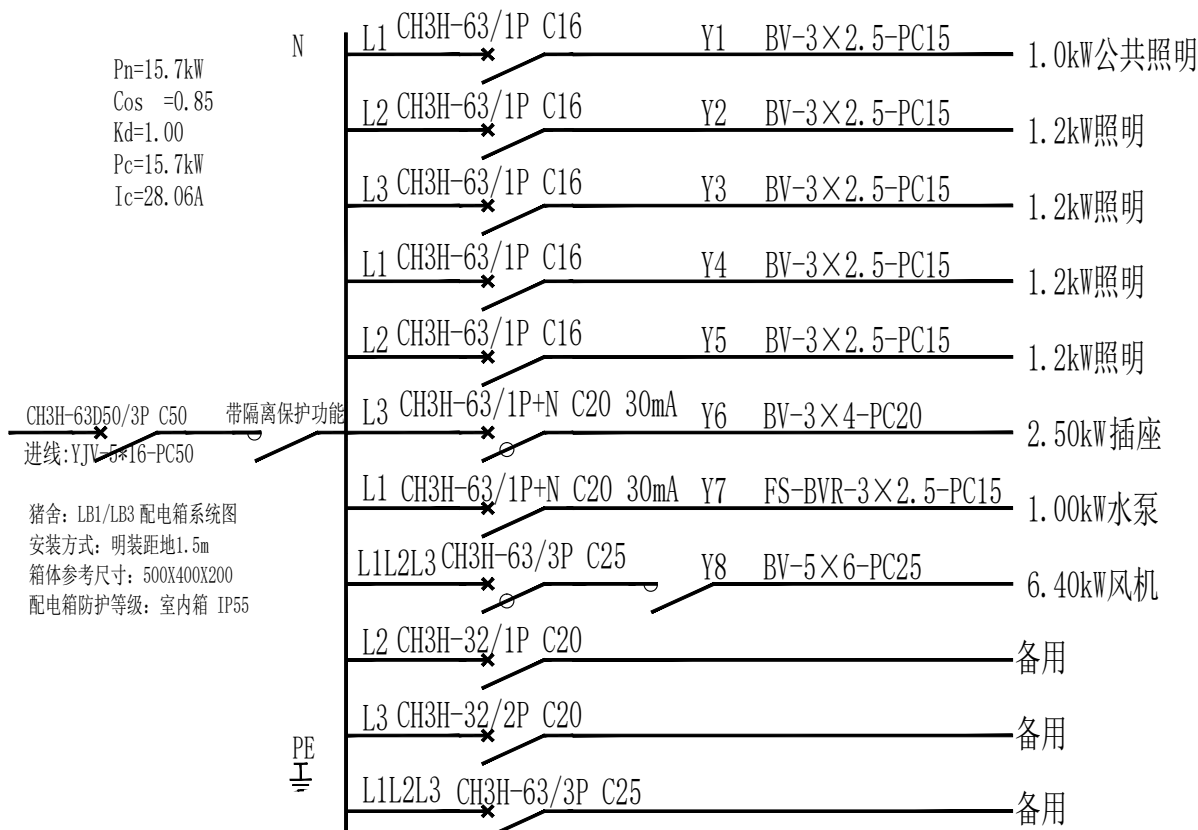 N
Pn=15.7kW
Cos =0.85
Kd=1.00
Pc=15.7kW
Ic=28.06A
L1 CH3H-63/1P C16 Y1 BV-3×2.5-PC15 1.0kW公共照明
L2 CH3H-63/1P C16 Y2 BV-3×2.5-PC15 1.2kW照明
L3 CH3H-63/1P C16 Y3 BV-3×2.5-PC15 1.2kW照明
L1 CH3H-63/1P C16 Y4 BV-3×2.5-PC15 1.2kW照明
L2 CH3H-63/1P C16 Y5 BV-3×2.5-PC15 1.2kW照明
CH3H-63D50/3P C50 带隔离保护功能
进线:YJV-5*16-PC50
L3 CH3H-63/1P+N C20 30mA Y6 BV-3×4-PC20 2.50kW插座
L1 CH3H-63/1P+N C20 30mA Y7 FS-BVR-3×2.5-PC15 1.00kW水泵
L1L2L3 CH3H-63/3P C25 Y8 BV-5×6-PC25 6.40kW风机
L2 CH3H-32/1P C20 备用
L3 CH3H-32/2P C20 备用
L1L2L3 CH3H-63/3P C25 备用
猪舍: LB1/LB3 配电箱系统图
安装方式: 明装距地1.5m
箱体参考尺寸: 500X400X200
配电箱防护等级: 室内箱 IP55
PE